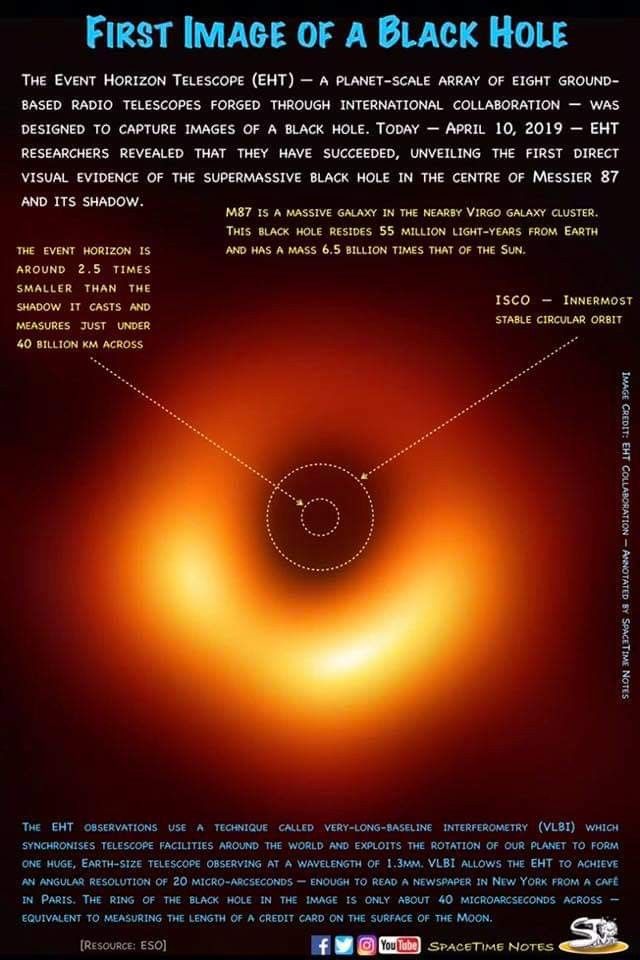 First Image of a Black Hole
The Event Horizon Telescope (EHT) — a planet-scale array of eight ground-
based radio telescopes forged through international collaboration — was
designed to capture images of a black hole. Today — April 10, 2019 — EHT
researchers revealed that they have succeeded, unveiling the first direct
visual evidence of the supermassive black hole in the centre of Messier 87
and its shadow.
M87 is a massive galaxy in the nearby Virgo galaxy cluster.
This black hole resides 55 million light-years from Earth
and has a mass 6.5 billion times that of the Sun.
the event horizon is
around 2.5 times
smaller than the
shadow it casts and
measures just under
40 billion km across
ISCO — Innermost
stable circular orbit
Image Credit: EHT Collaboration — Annotated by SpaceTime Notes
The EHT observations use a technique called very-long-baseline interferometry (VLBI) which
synchronises telescope facilities around the world and exploits the rotation of our planet to form
one huge, Earth-size telescope observing at a wavelength of 1.3mm. VLBI allows the EHT to achieve
an angular resolution of 20 micro-arcseconds — enough to read a newspaper in New York from a café
in Paris. The ring of the black hole in the image is only about 40 microarcseconds across —
equivalent to measuring the length of a credit card on the surface of the Moon.
[Resource: ESO]
You Tube
SpaceTime Notes